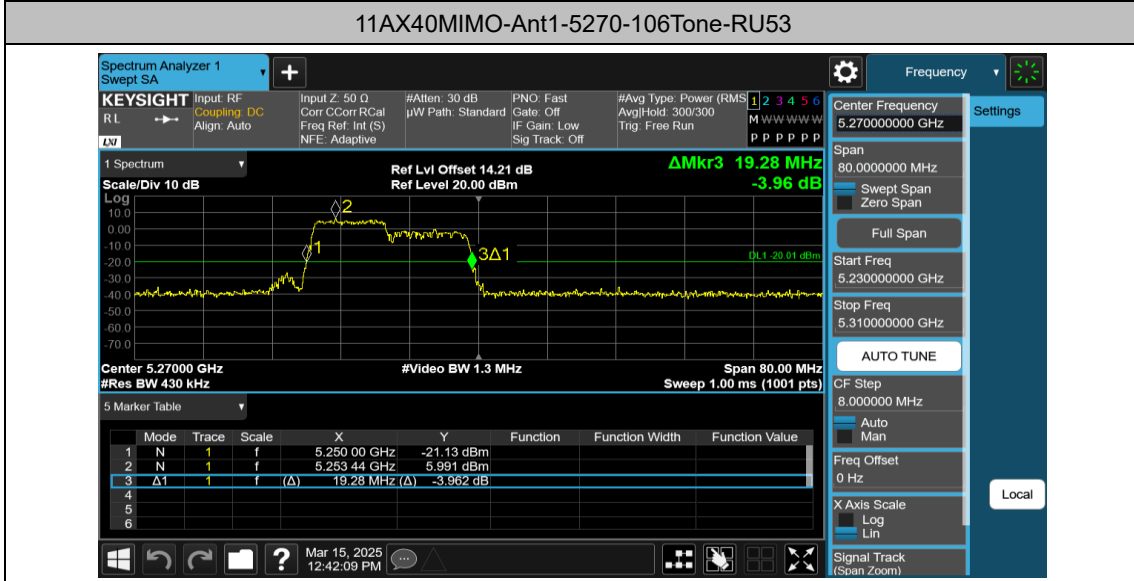 11AX40MIMO-Ant1-5270-106Tone-RU53
Spectrum Analyzer 1
Swept SA
Frequency
KEYSIGHT
R L
LXI
Input: RF
Coupling: DC
Align: Auto
Input Z: 50 Ω
Corr CCorr RCal
Freq Ref: Int (S)
NFE: Adaptive
#Atten: 30 dB
µW Path: Standard
PNO: Fast
Gate: Off
IF Gain: Low
Sig Track: Off
#Avg Type: Power (RMS
Avg|Hold: 300/300
Trig: Free Run
1 2 3 4 5 6
M W W W W W
P P P P P P
1 Spectrum
Scale/Div 10 dB
Ref Lvl Offset 14.21 dB
Ref Level 20.00 dBm
ΔMkr3 19.28 MHz
-3.96 dB
Log
10.0
0.00
-10.0
-20.0
-30.0
-40.0
-50.0
-60.0
-70.0
2
1
3Δ1
DL1 -20.01 dBm
Center 5.27000 GHz
#Video BW 1.3 MHz
Span 80.00 MHz
#Res BW 430 kHz
Sweep 1.00 ms (1001 pts)
5 Marker Table
Mode Trace Scale X Y Function Function Width Function Value
1 N 1 f 5.250 00 GHz -21.13 dBm
2 N 1 f 5.253 44 GHz 5.991 dBm
3 Δ1 1 f (Δ) 19.28 MHz (Δ) -3.962 dB
4
5
6
Mar 15, 2025
12:42:09 PM
Center Frequency
5.270000000 GHz
Settings
Span
80.0000000 MHz
Swept Span
Zero Span
Full Span
Start Freq
5.230000000 GHz
Stop Freq
5.310000000 GHz
AUTO TUNE
CF Step
8.000000 MHz
Auto
Man
Freq Offset
0 Hz
X Axis Scale
Log
Lin
Signal Track
(Span Zoom)
Local